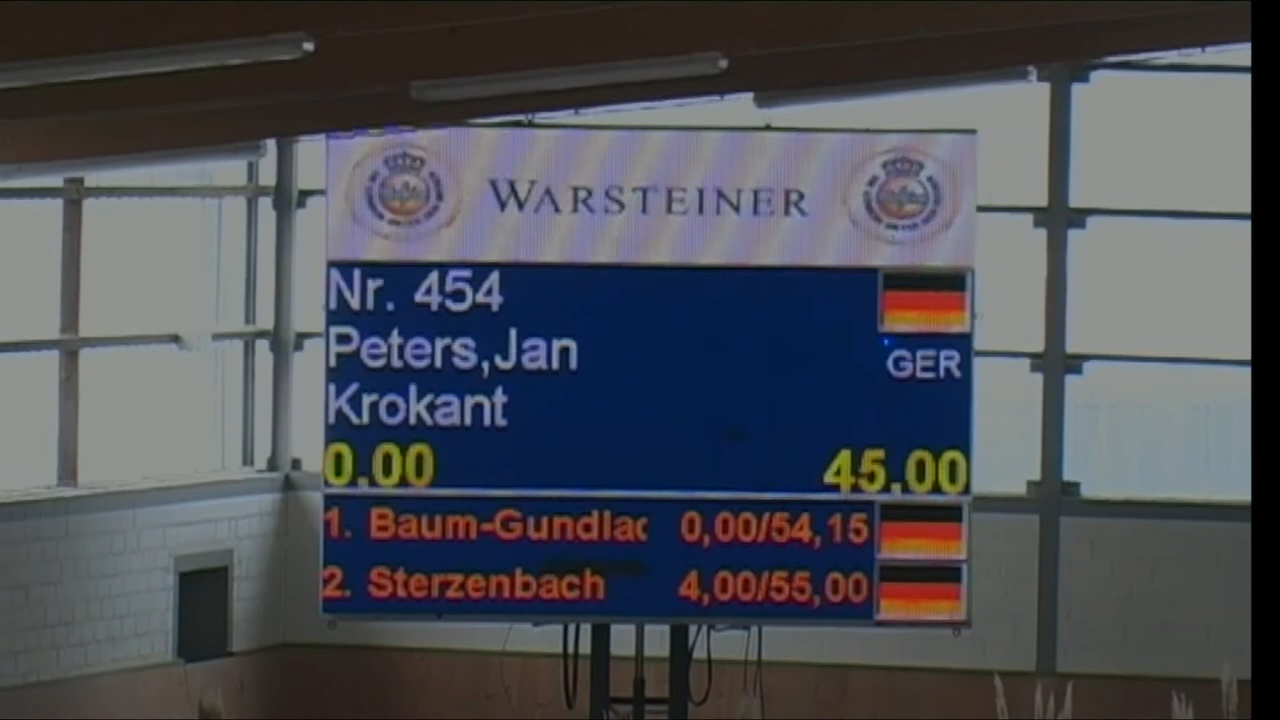 WARSTEINER
Nr. 454
Peters,Jan
GER
Krokant
0.00 45.00
1. Baum-Gundlac 0,00/54,15
2. Sterzenbach 4,00/55,00